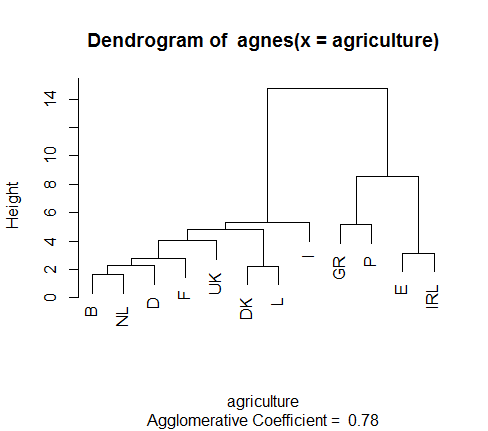 Dendrogram of  agnes(x = agriculture)
Height
14
10
8
6
4
2
0
B
NL
D
F
UK
DK
L
I
GR
P
E
IRL
agriculture
Agglomerative Coefficient =  0.78